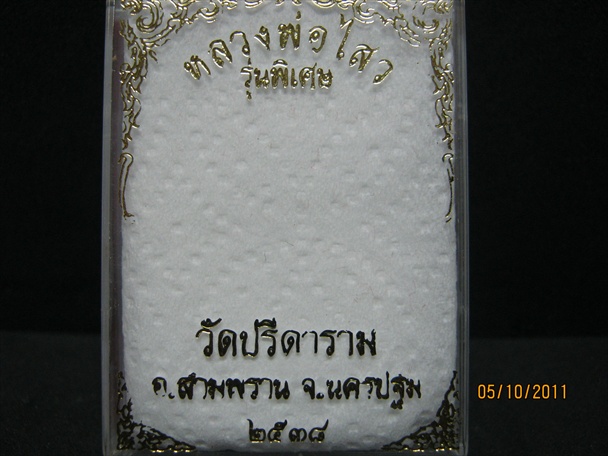 หลวงพ่อไสว
รุ่นพิเศษ
วัดปรีดาราม
อ.สามพราน จ.นครปฐม
๒๕๓๘
05/10/2011